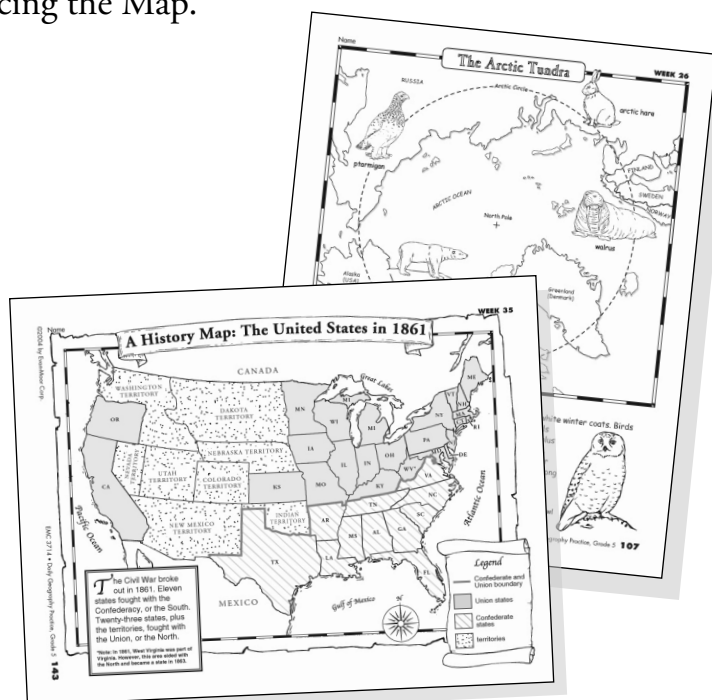 cing the Map.
Name
The Arctic Tundra
WEEK 26
RUSSIA
Arctic Circle
arctic hare
ptarmigan
FINLAND
SWEDEN
NORWAY
ARCTIC OCEAN
North Pole
walrus
Alaska
(USA)
Greenland
(Denmark)
white winter coats. Birds
ography Practice, Grade 5 107
Name
WEEK 35
A History Map: The United States in 1861
©2004 by Evan-Moor Corp.
EMC 3714 • Daily Geography Practice, Grade 5
143
CANADA
Great Lakes
WASHINGTON
TERRITORY
DAKOTA
TERRITORY
OR
MN
WI
MI
MI
ME
VT
NH
MA
NY
RI
NEBRASKA TERRITORY
NEVADA
TERRITORY
UTAH
TERRITORY
COLORADO
TERRITORY
IA
IL
IN
OH
PA
DE
CA
KS
MO
KY
WV*
VA
NEW MEXICO
TERRITORY
INDIAN
TERRITORY
AR
TN
NC
SC
MS
AL
GA
TX
LA
FL
Pacific Ocean
Atlantic Ocean
MEXICO
Gulf of Mexico
N
The Civil War broke
out in 1861. Eleven
states fought with the
Confederacy, or the South.
Twenty-three states, plus
the territories, fought with
the Union, or the North.
*Note: In 1861, West Virginia was part of
Virginia. However, this area sided with
the North and became a state in 1863.
Legend
Confederate and
Union boundary
Union states
Confederate
states
territories